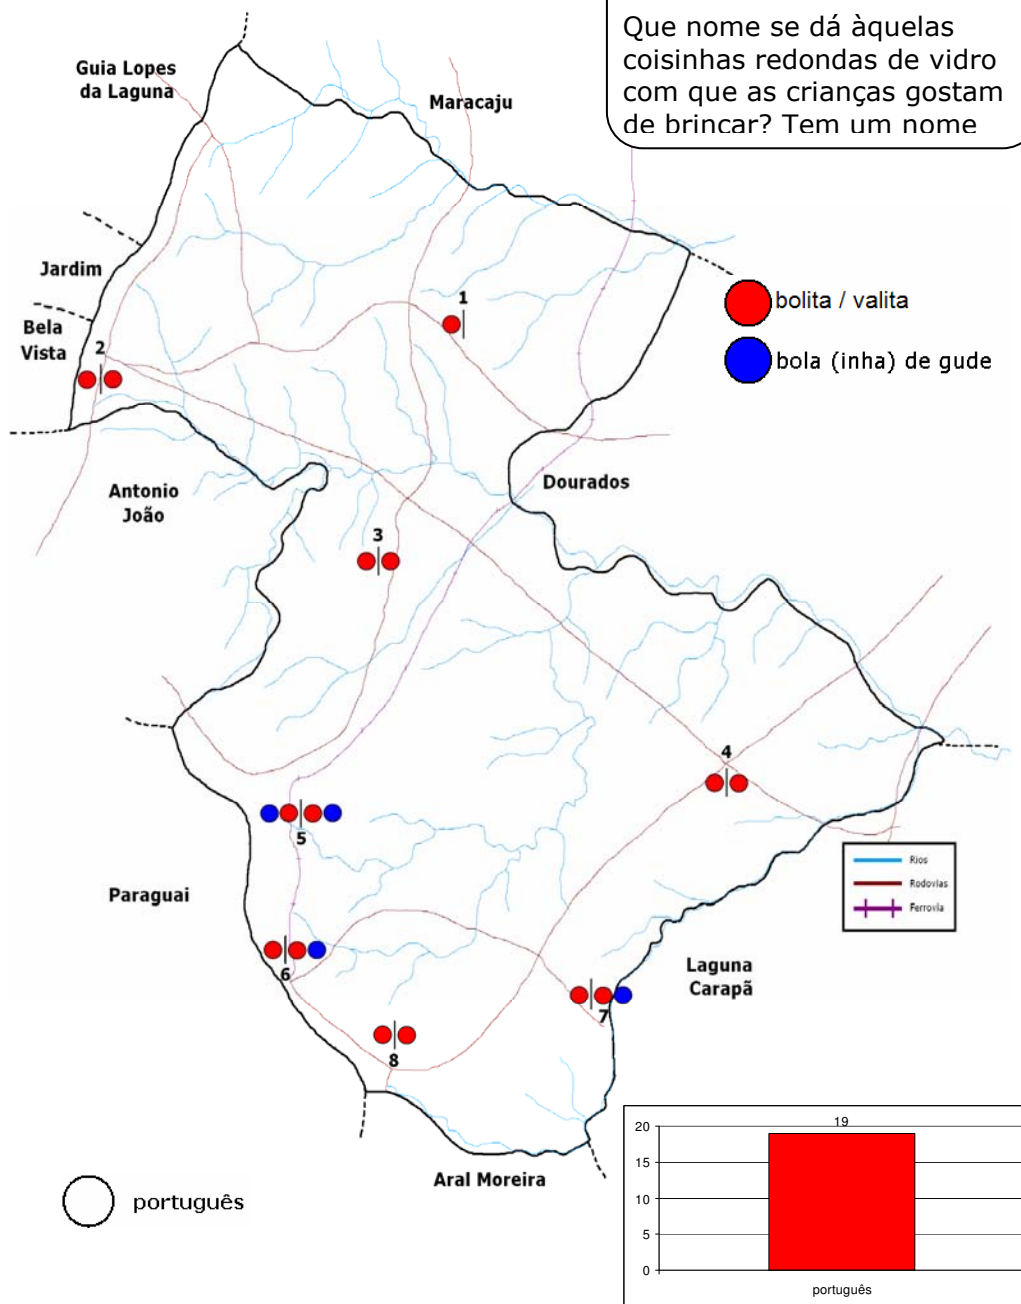 Que nome se dá àquelas
coisinhas redondas de vidro
com que as crianças gostam
de brincar? Tem um nome
Guia Lopes
da Laguna
Maracaju
Jardim
Bela
Vista
1
2
bolita / valita
bola (inha) de gude
Antonio
João
Dourados
3
4
5
Paraguai
Rios
Rodovias
Ferrovia
6
Laguna
Carapã
7
8
Aral Moreira
português
19
20
15
10
5
0
português